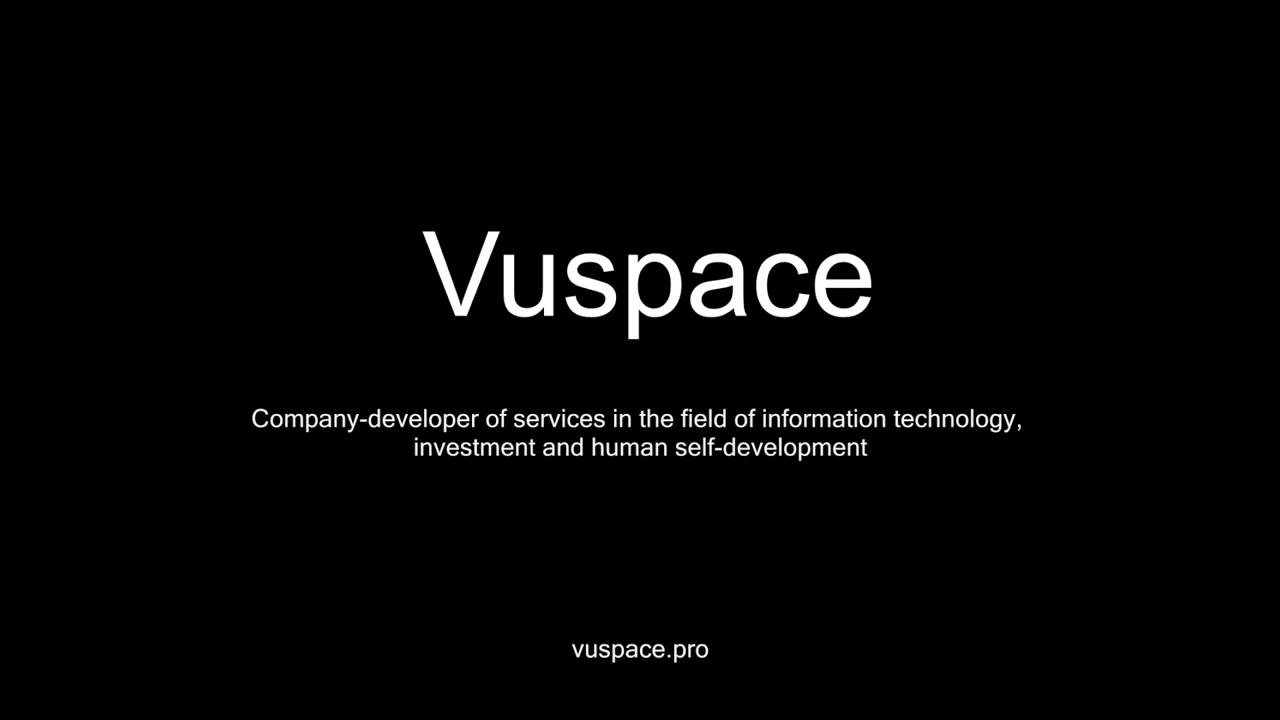 Vuspace
Company-developer of services in the field of information technology,
investment and human self-development
vuspace.pro